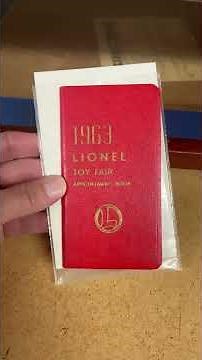 1963
LIONEL
TOY FAIR
APPOINTMENT BOOK
L